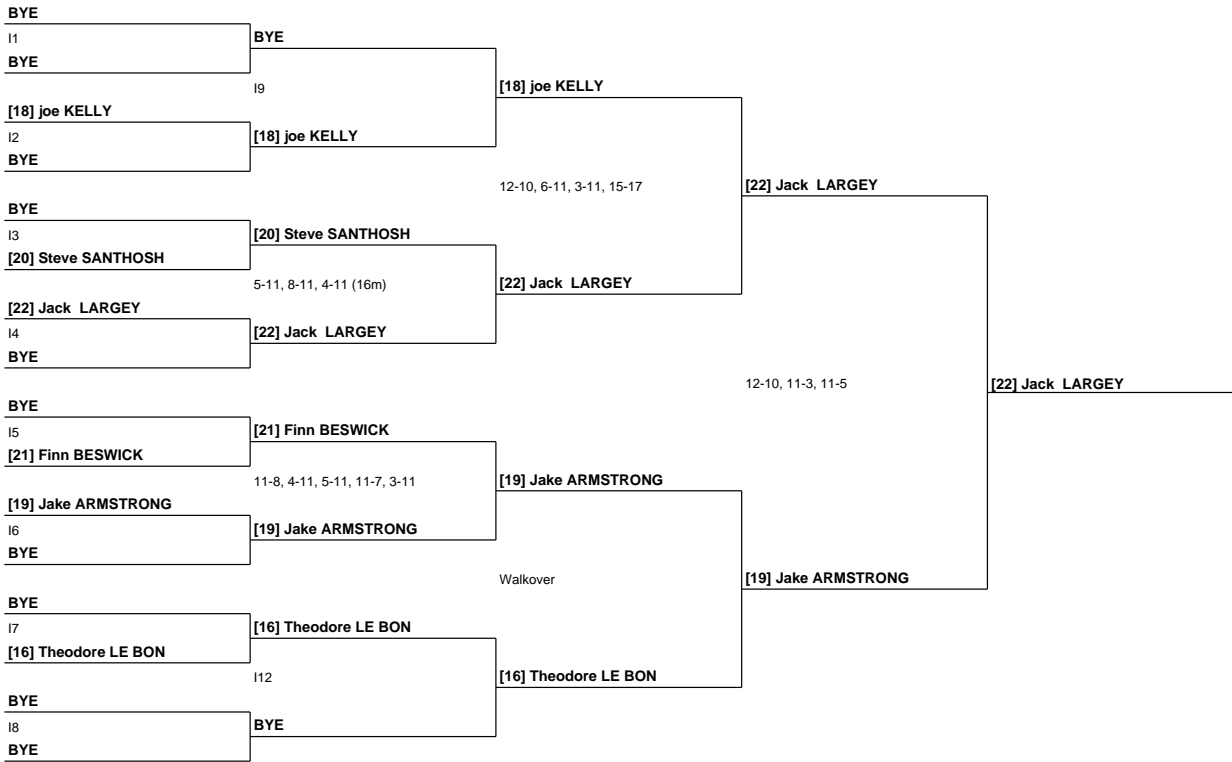 BYE
I1
BYE
BYE
I9
[18] joe KELLY
[18] joe KELLY
I2
[18] joe KELLY
BYE
12-10, 6-11, 3-11, 15-17
[22] Jack  LARGEY
BYE
I3
[20] Steve SANTHOSH
[20] Steve SANTHOSH
5-11, 8-11, 4-11 (16m)
[22] Jack  LARGEY
[22] Jack  LARGEY
I4
[22] Jack  LARGEY
BYE
12-10, 11-3, 11-5
[22] Jack  LARGEY
BYE
I5
[21] Finn BESWICK
[21] Finn BESWICK
11-8, 4-11, 5-11, 11-7, 3-11
[19] Jake ARMSTRONG
[19] Jake ARMSTRONG
I6
[19] Jake ARMSTRONG
BYE
Walkover
[19] Jake ARMSTRONG
BYE
I7
[16] Theodore LE BON
[16] Theodore LE BON
I12
[16] Theodore LE BON
BYE
I8
BYE
BYE